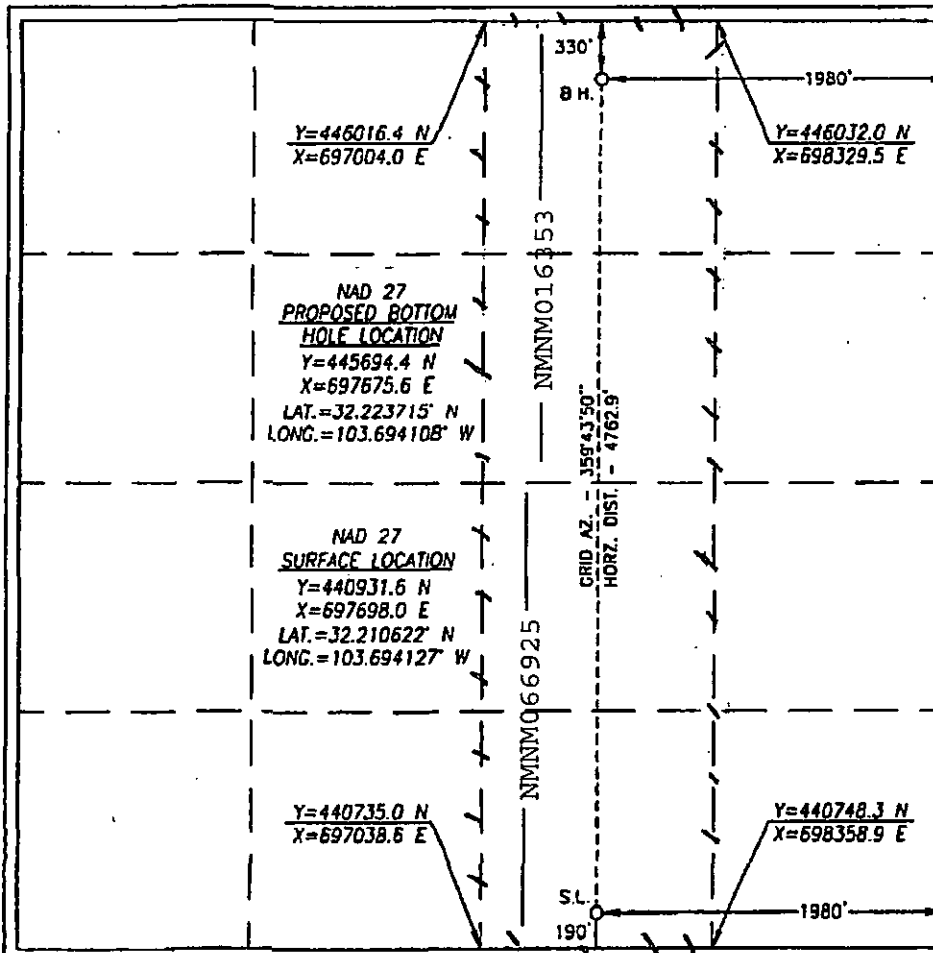 330'
B H.
1980'
Y=446016.4 N
X=697004.0 E
Y=446032.0 N
X=698329.5 E
NMNM016353
NAD 27
PROPOSED BOTTOM
HOLE LOCATION
Y=445694.4 N
X=697675.6 E
LAT.=32.223715° N
LONG.=103.694108° W
GRID AZ. - 359°43'50"
HORZ. DIST. - 4762.9'
NAD 27
SURFACE LOCATION
Y=440931.6 N
X=697698.0 E
LAT.=32.210622° N
LONG.=103.694127° W
NMNM066925
Y=440735.0 N
X=697038.6 E
Y=440748.3 N
X=698358.9 E
S.L.
190'
1980'